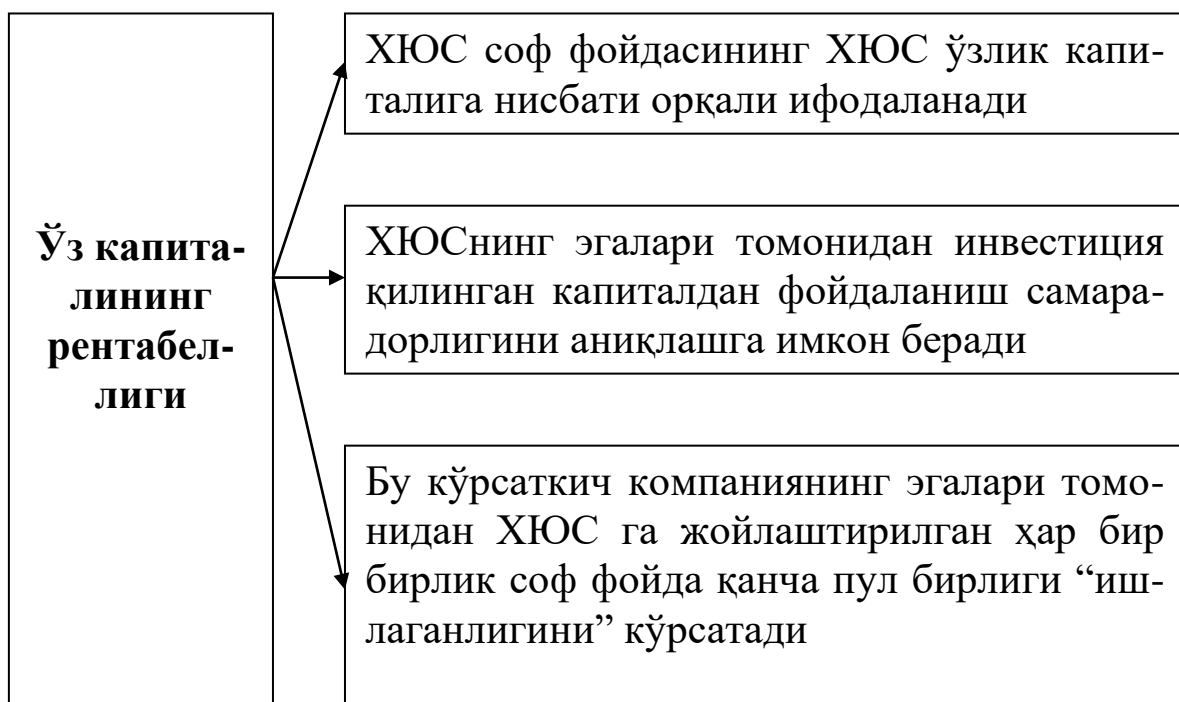 Ўз капита-
лининг
рентабел-
лиги
ХЮС соф фойдасининг ХЮС ўзлик капи-
талига нисбати орқали ифодаланади
ХЮСнинг эгалари томонидан инвестиция
қилинган капиталдан фойдаланиш самара-
дорлигини аниқлашга имкон беради
Бу кўрсаткич компаниянинг эгалари томо-
нидан ХЮС га жойлаштирилган ҳар бир
бирлик соф фойда қанча пул бирлиги “иш-
лаганлигини” кўрсатади